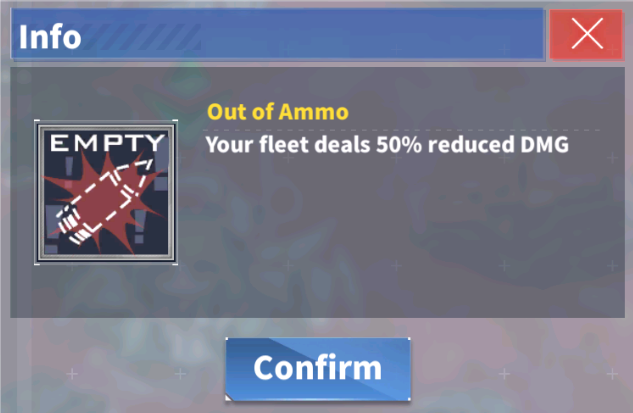 Info
Out of Ammo
EMPTY
Your fleet deals 50% reduced DMG
Confirm